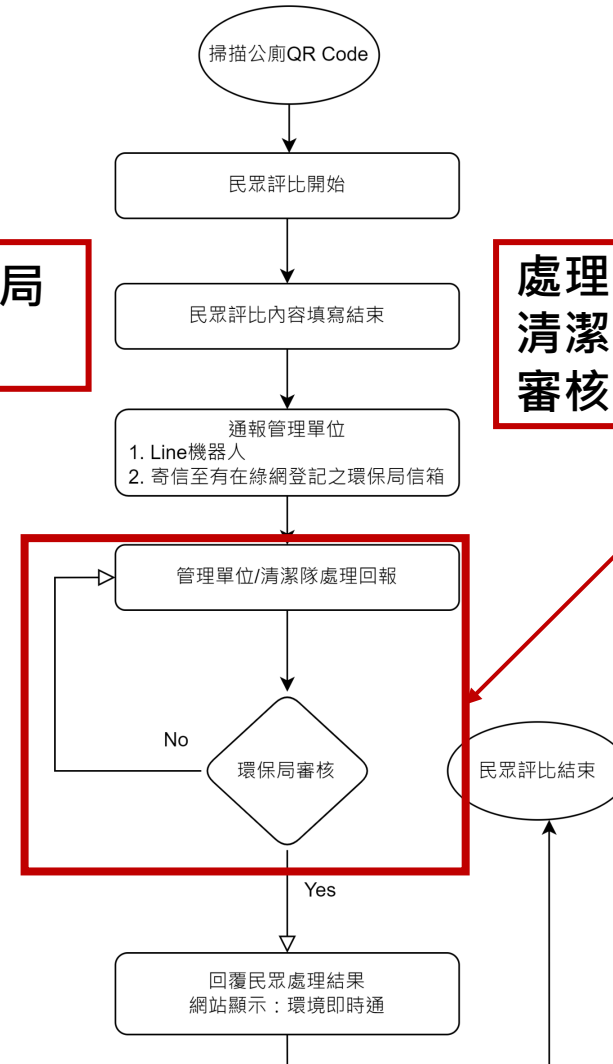 掃描公廁QR Code
民眾評比開始
局
處理
清潔
審核
民眾評比內容填寫結束
通報管理單位
1. Line機器人
2. 寄信至有在綠網登記之環保局信箱
管理單位/清潔隊處理回報
No
環保局審核
民眾評比結束
Yes
回覆民眾處理結果
網站顯示：環境即時通